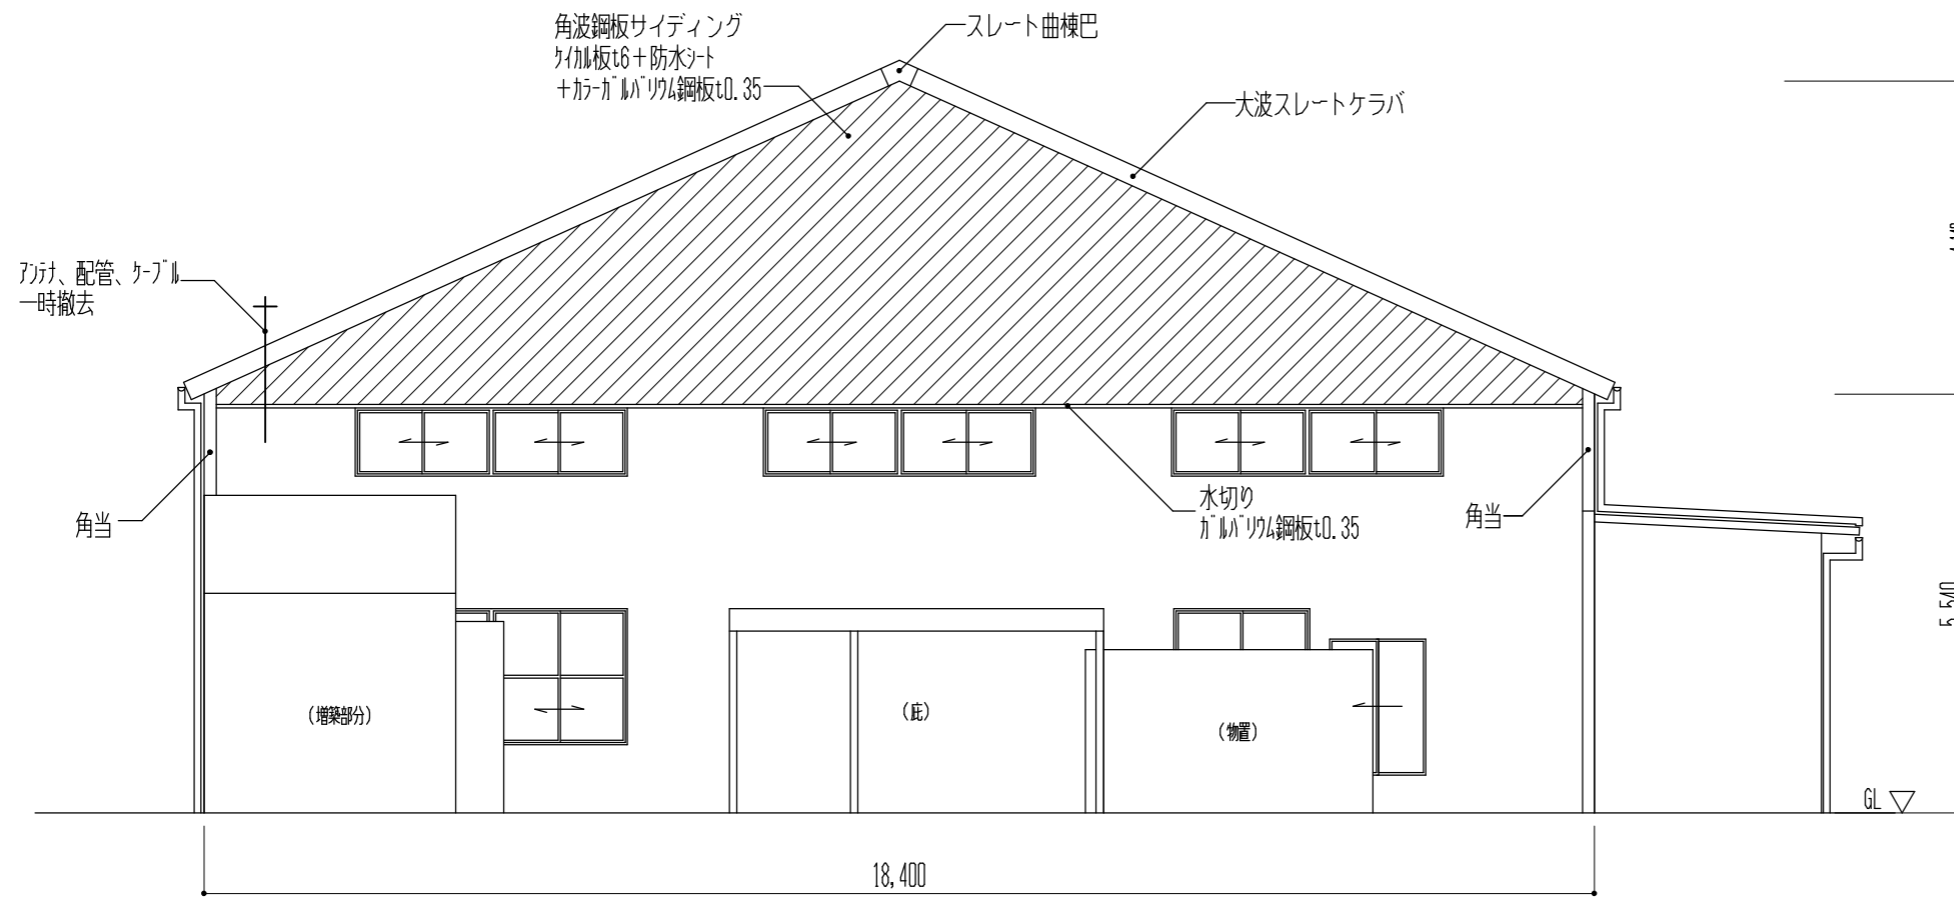 角波鋼板サイディング
ケイカル板t6＋防水シート
＋カラーガルバリウム鋼板t0.35
スレート曲棟巴
大波スレートケラバ
アンテナ、配管、ケーブル
一時撤去
角当
水切り
ガルバリウム鋼板t0.35
角当
5,540
(増築部分)
(庇)
(物置)
GL
18,400